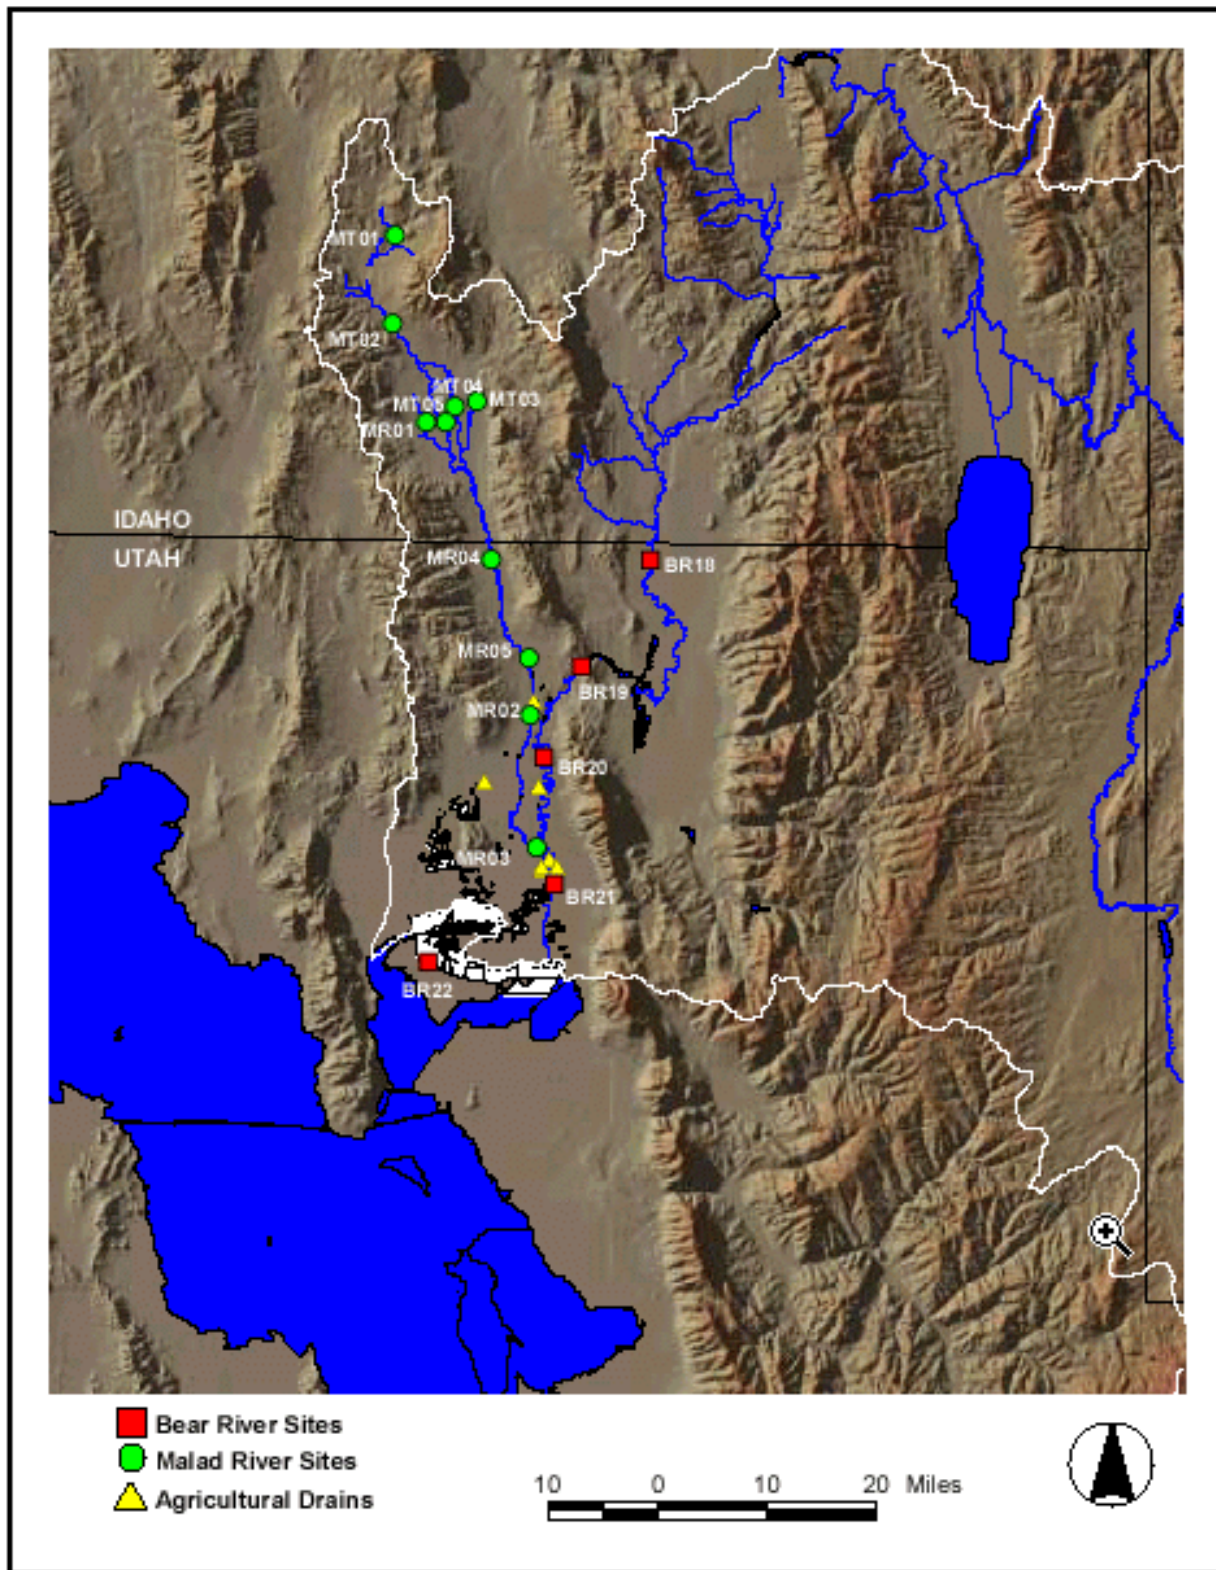 MT01
MT02
MT04
MT03
MT05
MR01
IDAHO
UTAH
MR04
BR18
MR05
BR19
MR02
BR20
MR03
BR21
BR22
Bear River Sites
Malad River Sites
Agricultural Drains
10 0 10 20 Miles